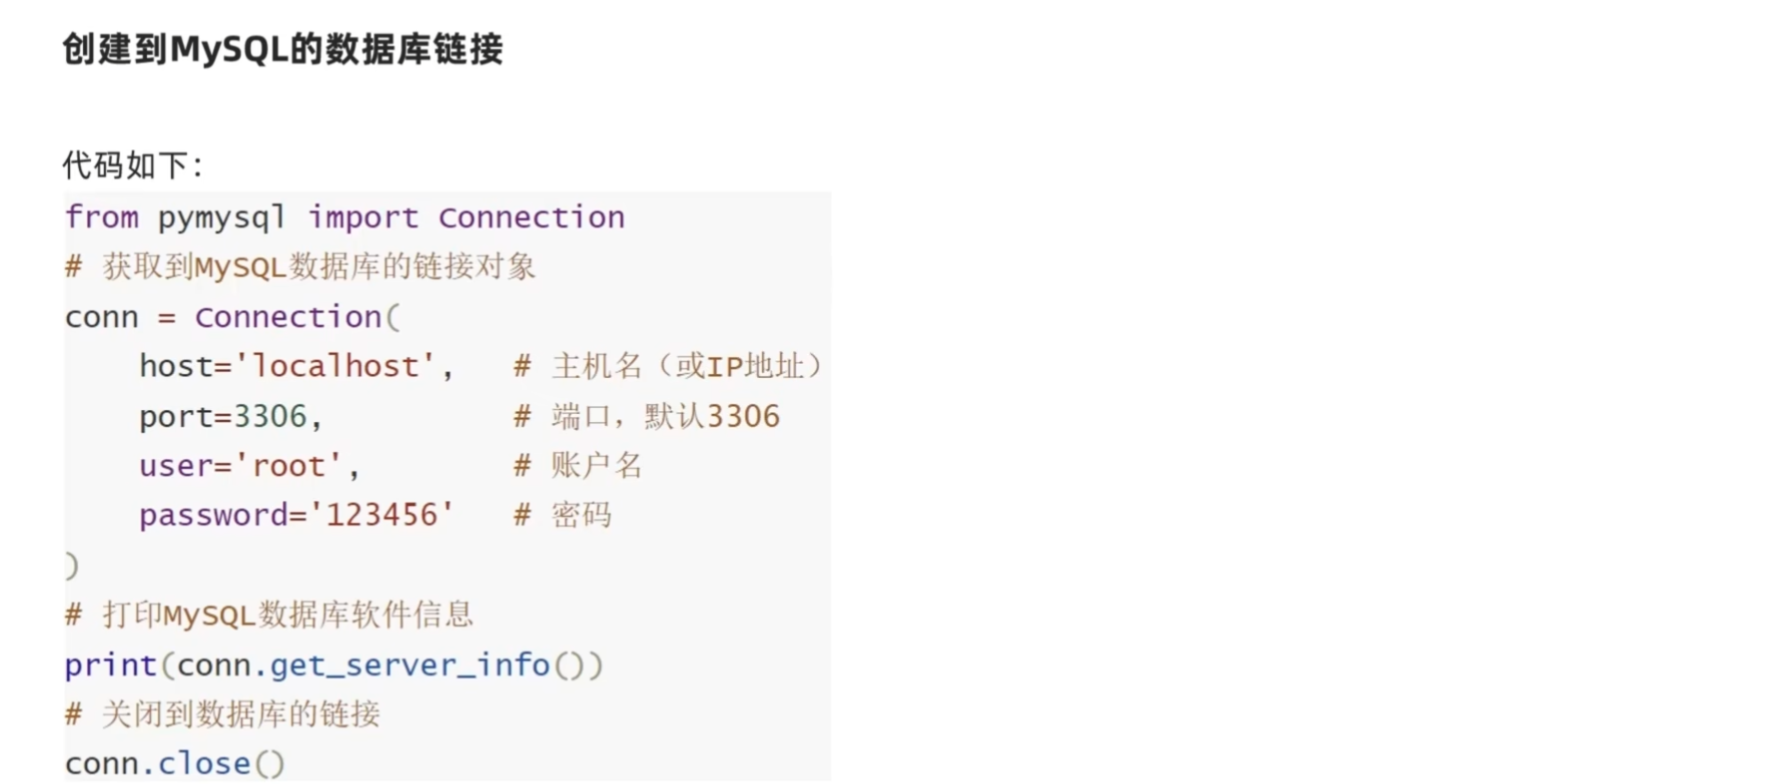 创建到MySQL的数据库链接
代码如下：
from pymysql import Connection
# 获取到MySQL数据库的链接对象
conn = Connection(
    host='localhost',   # 主机名（或IP地址）
    port=3306,          # 端口，默认3306
    user='root',        # 账户名
    password='123456'   # 密码
)
# 打印MySQL数据库软件信息
print(conn.get_server_info())
# 关闭到数据库的链接
conn.close()